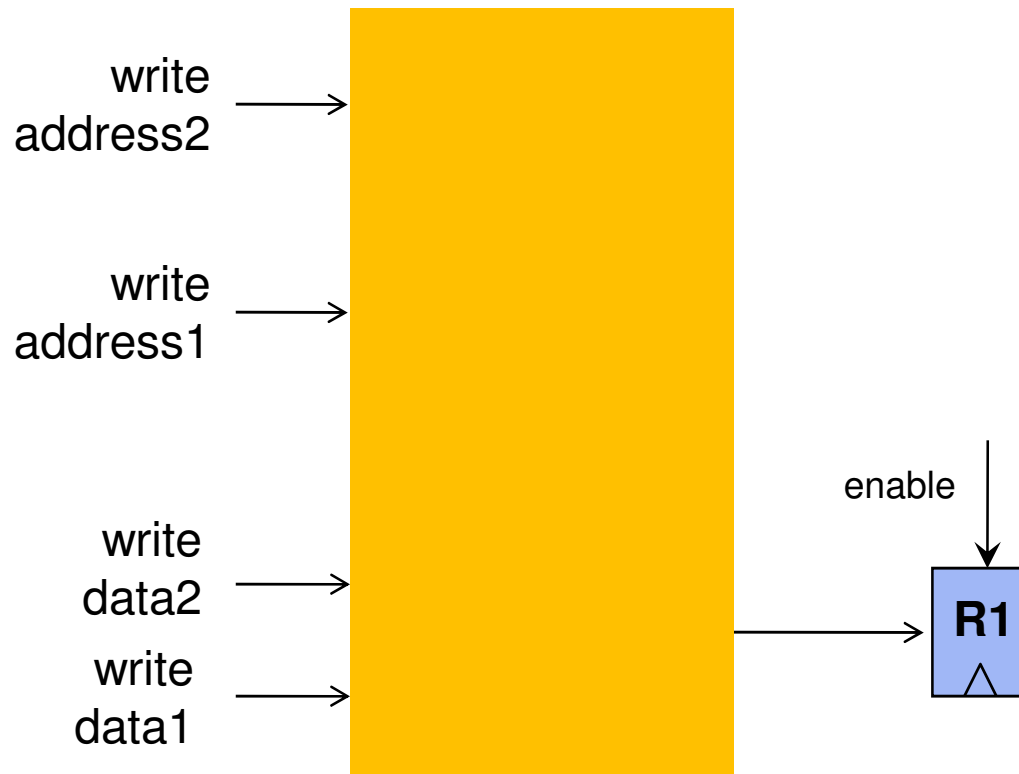 write
address2
write
address1
enable
write
data2
R1
write
data1